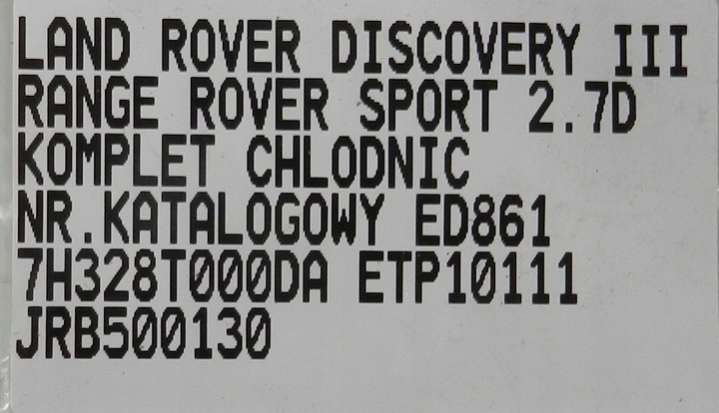 LAND ROVER DISCOVERY III
RANGE ROVER SPORT 2.7D
KOMPLET CHLODNIC
NR.KATALOGOWY ED861
7H328T000DA ETP10111
JRB500130